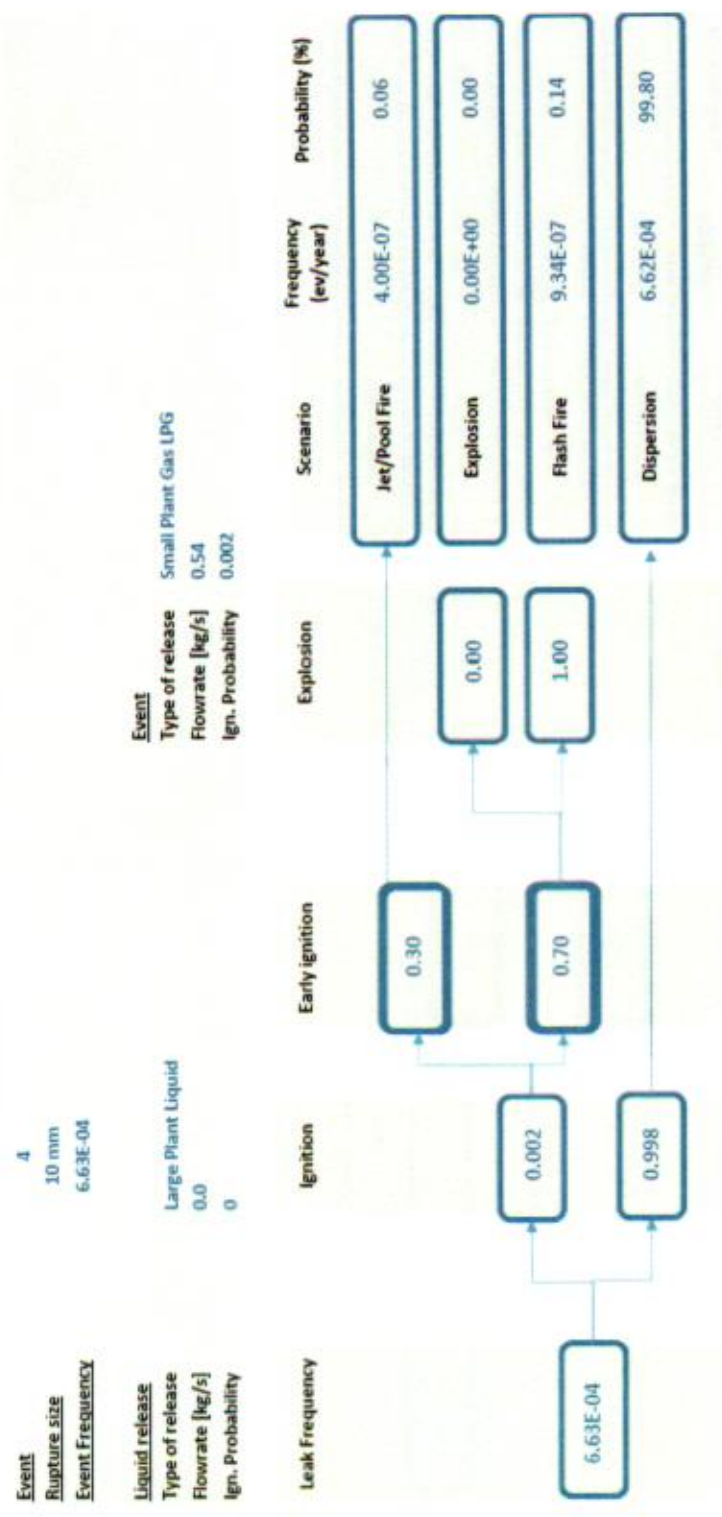 Event 4
Rupture size 10 mm
Event Frequency 6.63E-04
Liquid release Event
Type of release Large Plant Liquid Type of release Small Plant Gas LPG
Flowrate [kg/s] 0.0 Flowrate [kg/s] 0.54
Ign. Probability 0 Ign. Probability 0.002
Leak Frequency Ignition Early ignition Explosion Scenario Frequency (ev/year) Probability (%)
0.30 Jet/Pool Fire 4.00E-07 0.06
0.00 Explosion 0.00E+00 0.00
0.002 0.70 1.00 Flash Fire 9.34E-07 0.14
6.63E-04
0.998 Dispersion 6.62E-04 99.80